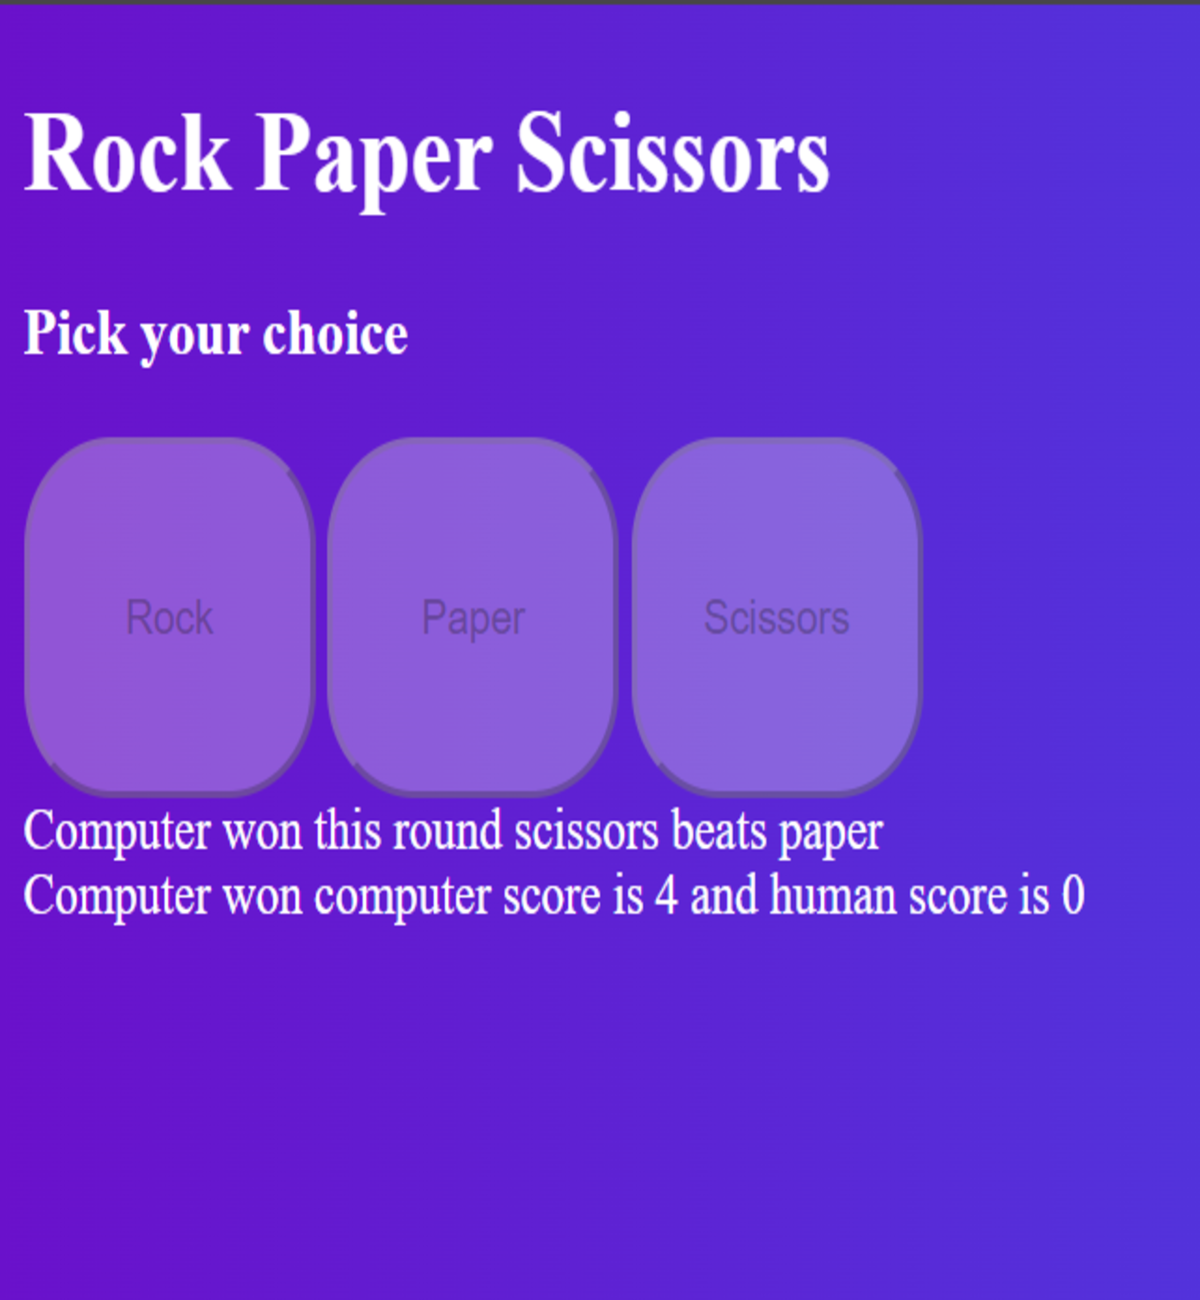 Rock Paper Scissors
Pick your choice
Rock Paper Scissors
Computer won this round scissors beats paper
Computer won computer score is 4 and human score is 0